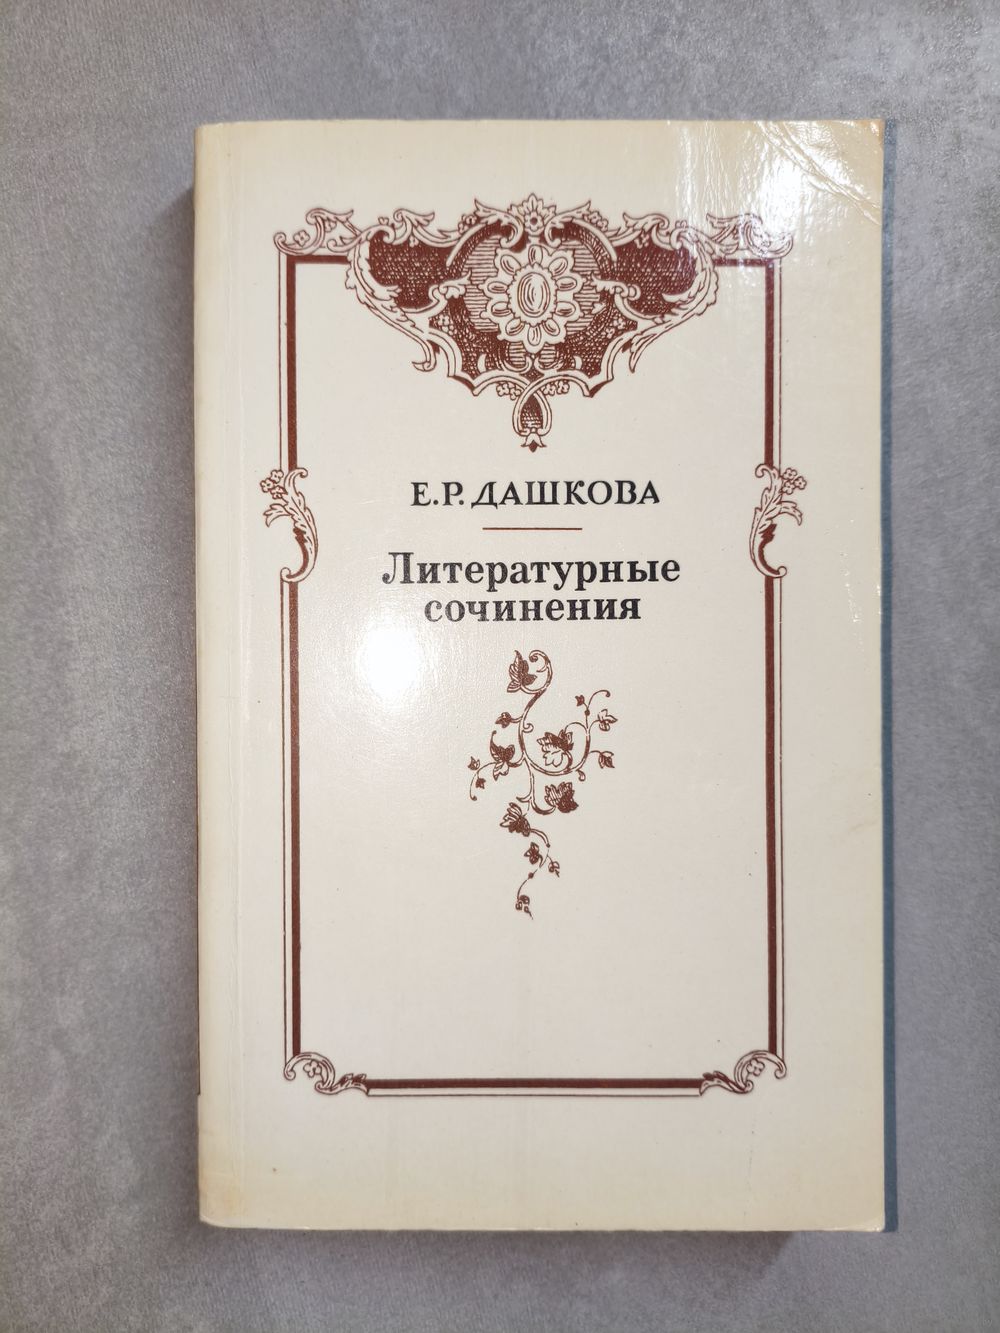 Е.Р. ДАШКОВА
Литературные
сочинения